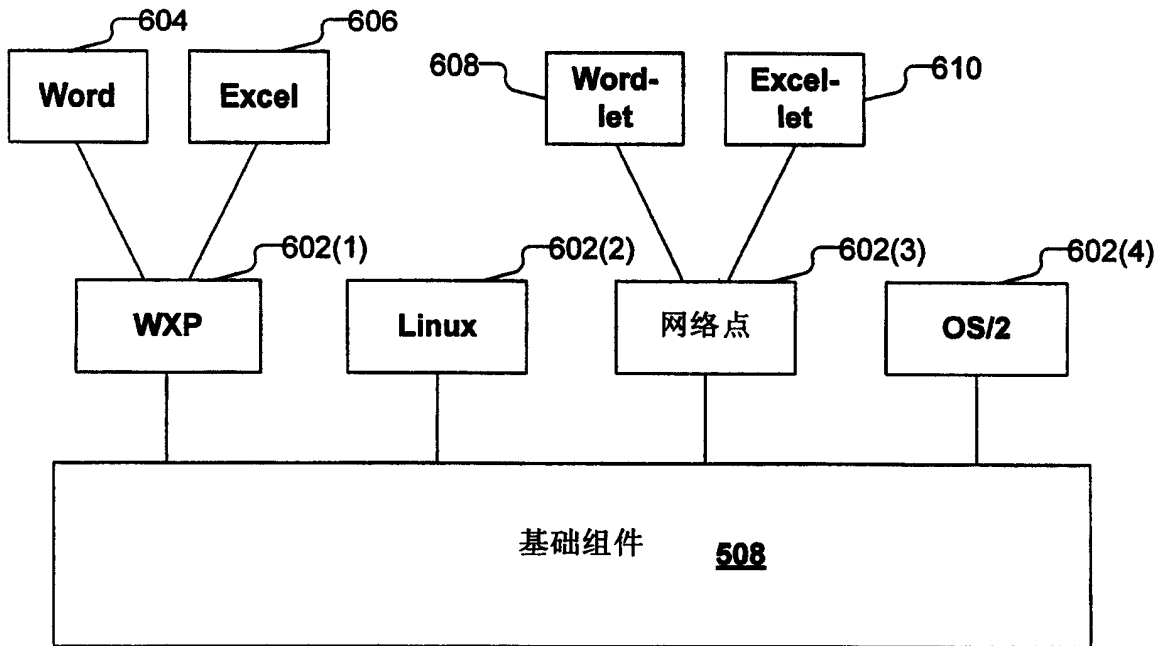 604
606
Word
Excel
608
Word-
let
Excel-
let
610
602(1)
602(2)
602(3)
602(4)
WXP
Linux
网络点
OS/2
基础组件
508